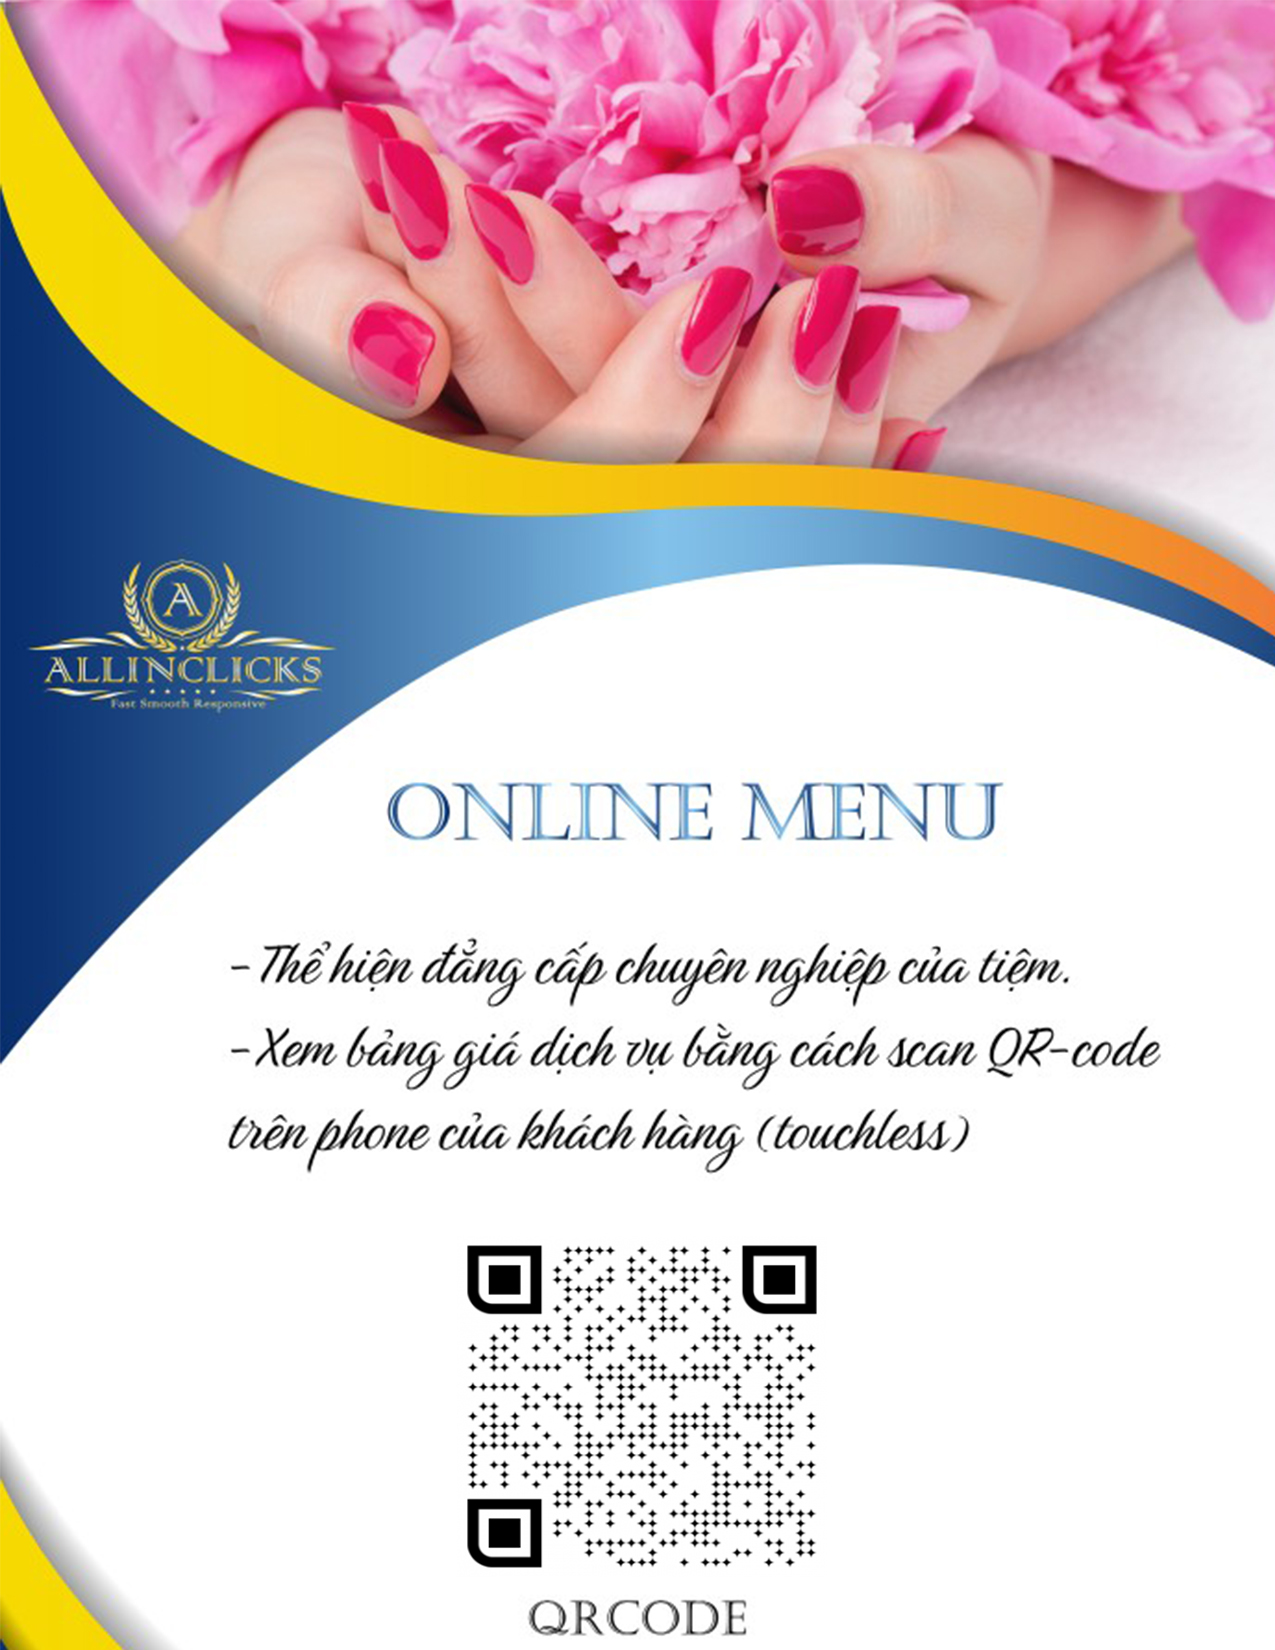 A
ALLINCLICKS
Fast Smooth Responsive
ONLINE MENU
-Thể hiện đẳng cấp chuyên nghiệp của tiệm.
-Xem bảng giá dịch vụ bằng cách scan QR-code
trên phone của khách hàng (touchless)
QRCODE